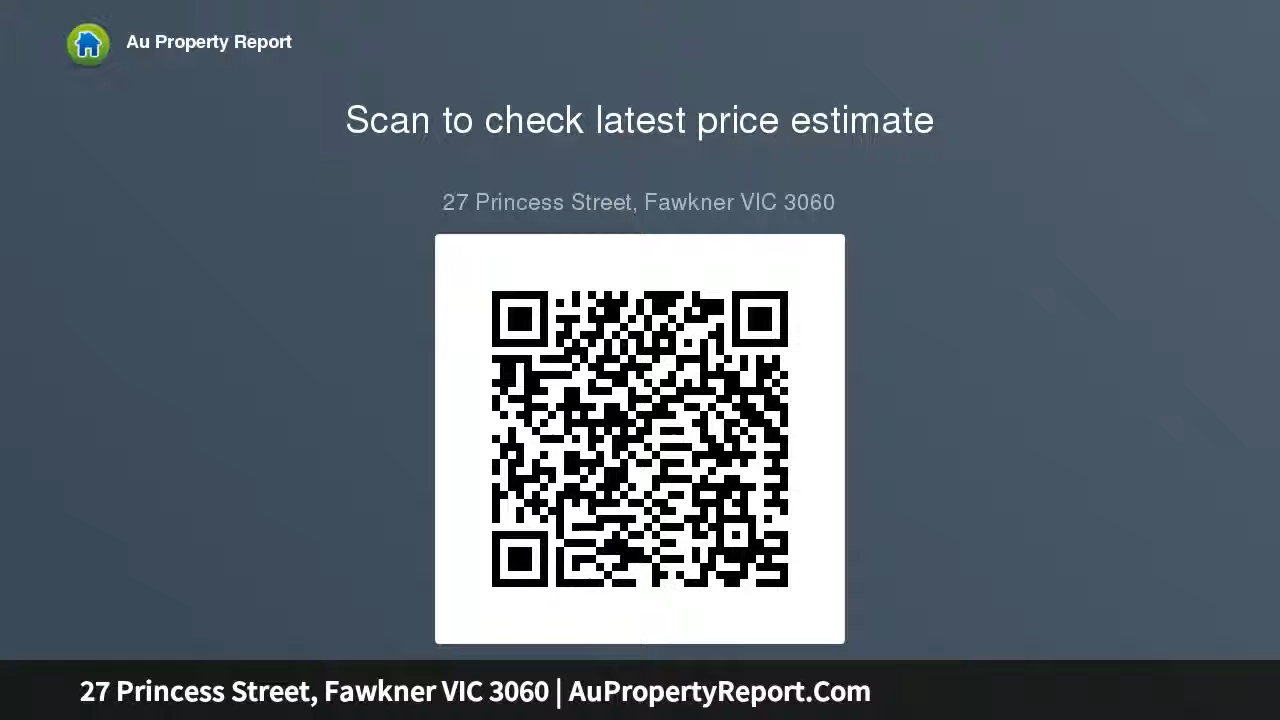 Au Property Report
Scan to check latest price estimate
27 Princess Street, Fawkner VIC 3060
27 Princess Street, Fawkner VIC 3060 | AuPropertyReport.Com